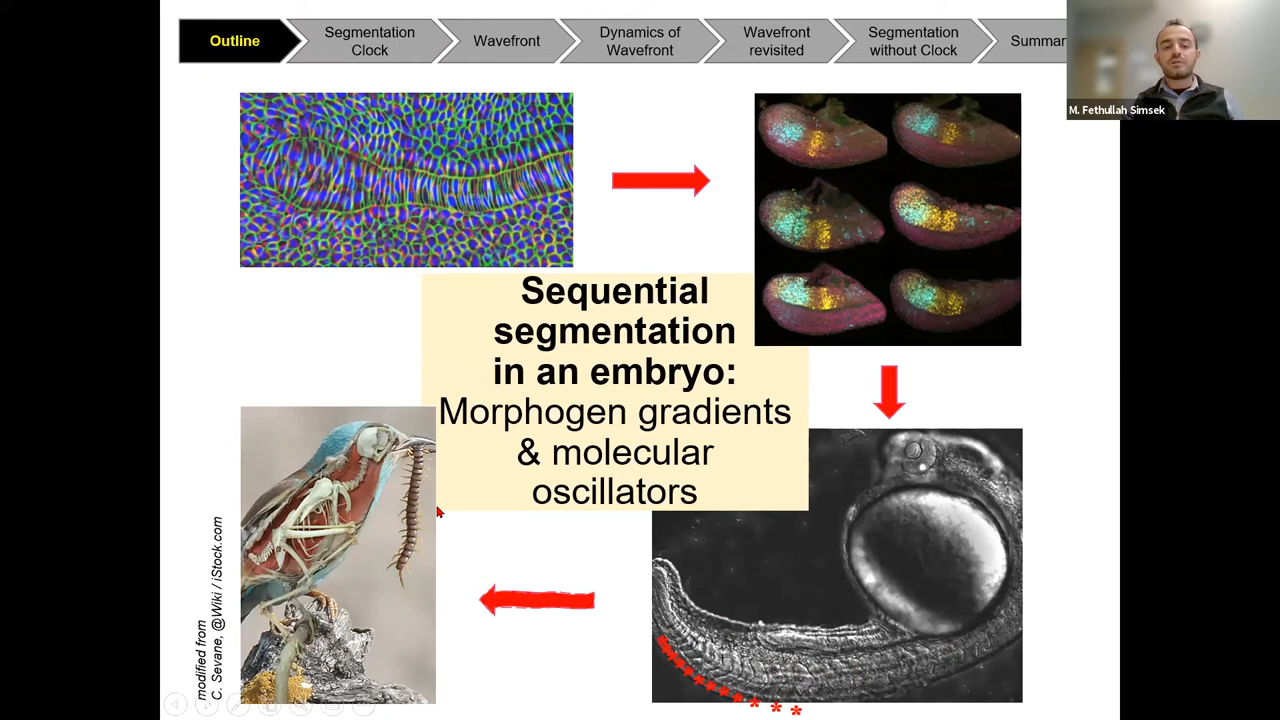 Outline
Segmentation
Clock
Wavefront
Dynamics of
Wavefront
Wavefront
revisited
Segmentation
without Clock
Summar
M. Fethullah Simsek
Sequential
segmentation
in an embryo:
Morphogen gradients
& molecular
oscillators
modified from
C. Sevane, @Wiki / iStock.com
* * * * * * * * * * * *